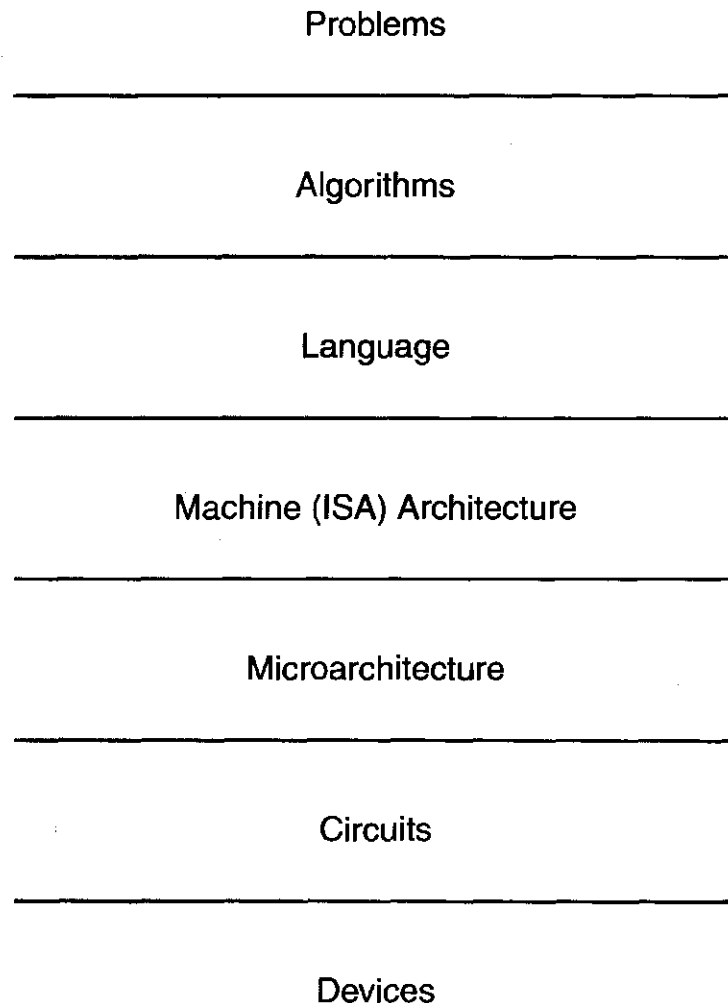 Problems
Algorithms
Language
Machine (ISA) Architecture
Microarchitecture
Circuits
Devices